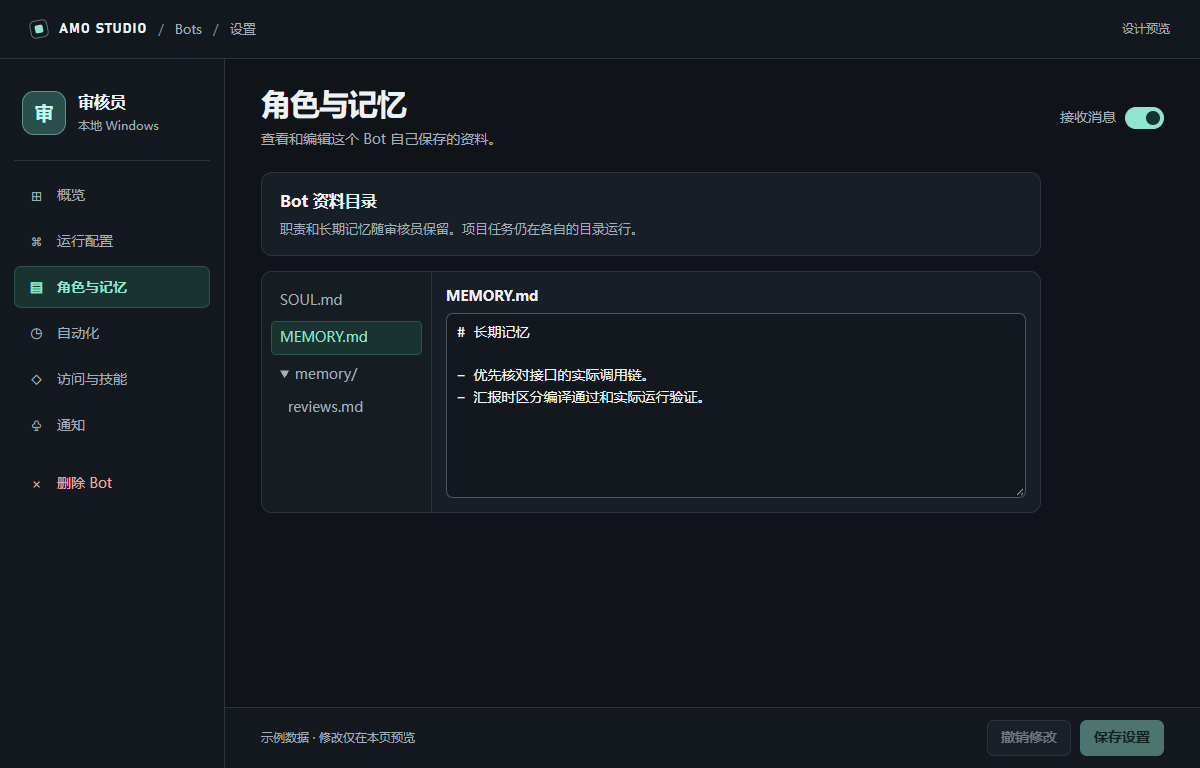 AMO STUDIO / Bots / 设置
设计预览
审
审核员
本地 Windows
概览
运行配置
角色与记忆
自动化
访问与技能
通知
删除 Bot
角色与记忆
查看和编辑这个 Bot 自己保存的资料。
接收消息
Bot 资料目录
职责和长期记忆随审核员保留。项目任务仍在各自的目录运行。
SOUL.md
MEMORY.md
▼ memory/
reviews.md
MEMORY.md
# 长期记忆
- 优先核对接口的实际调用链。
- 汇报时区分编译通过和实际运行验证。
示例数据 · 修改仅在本页预览
撤销修改
保存设置